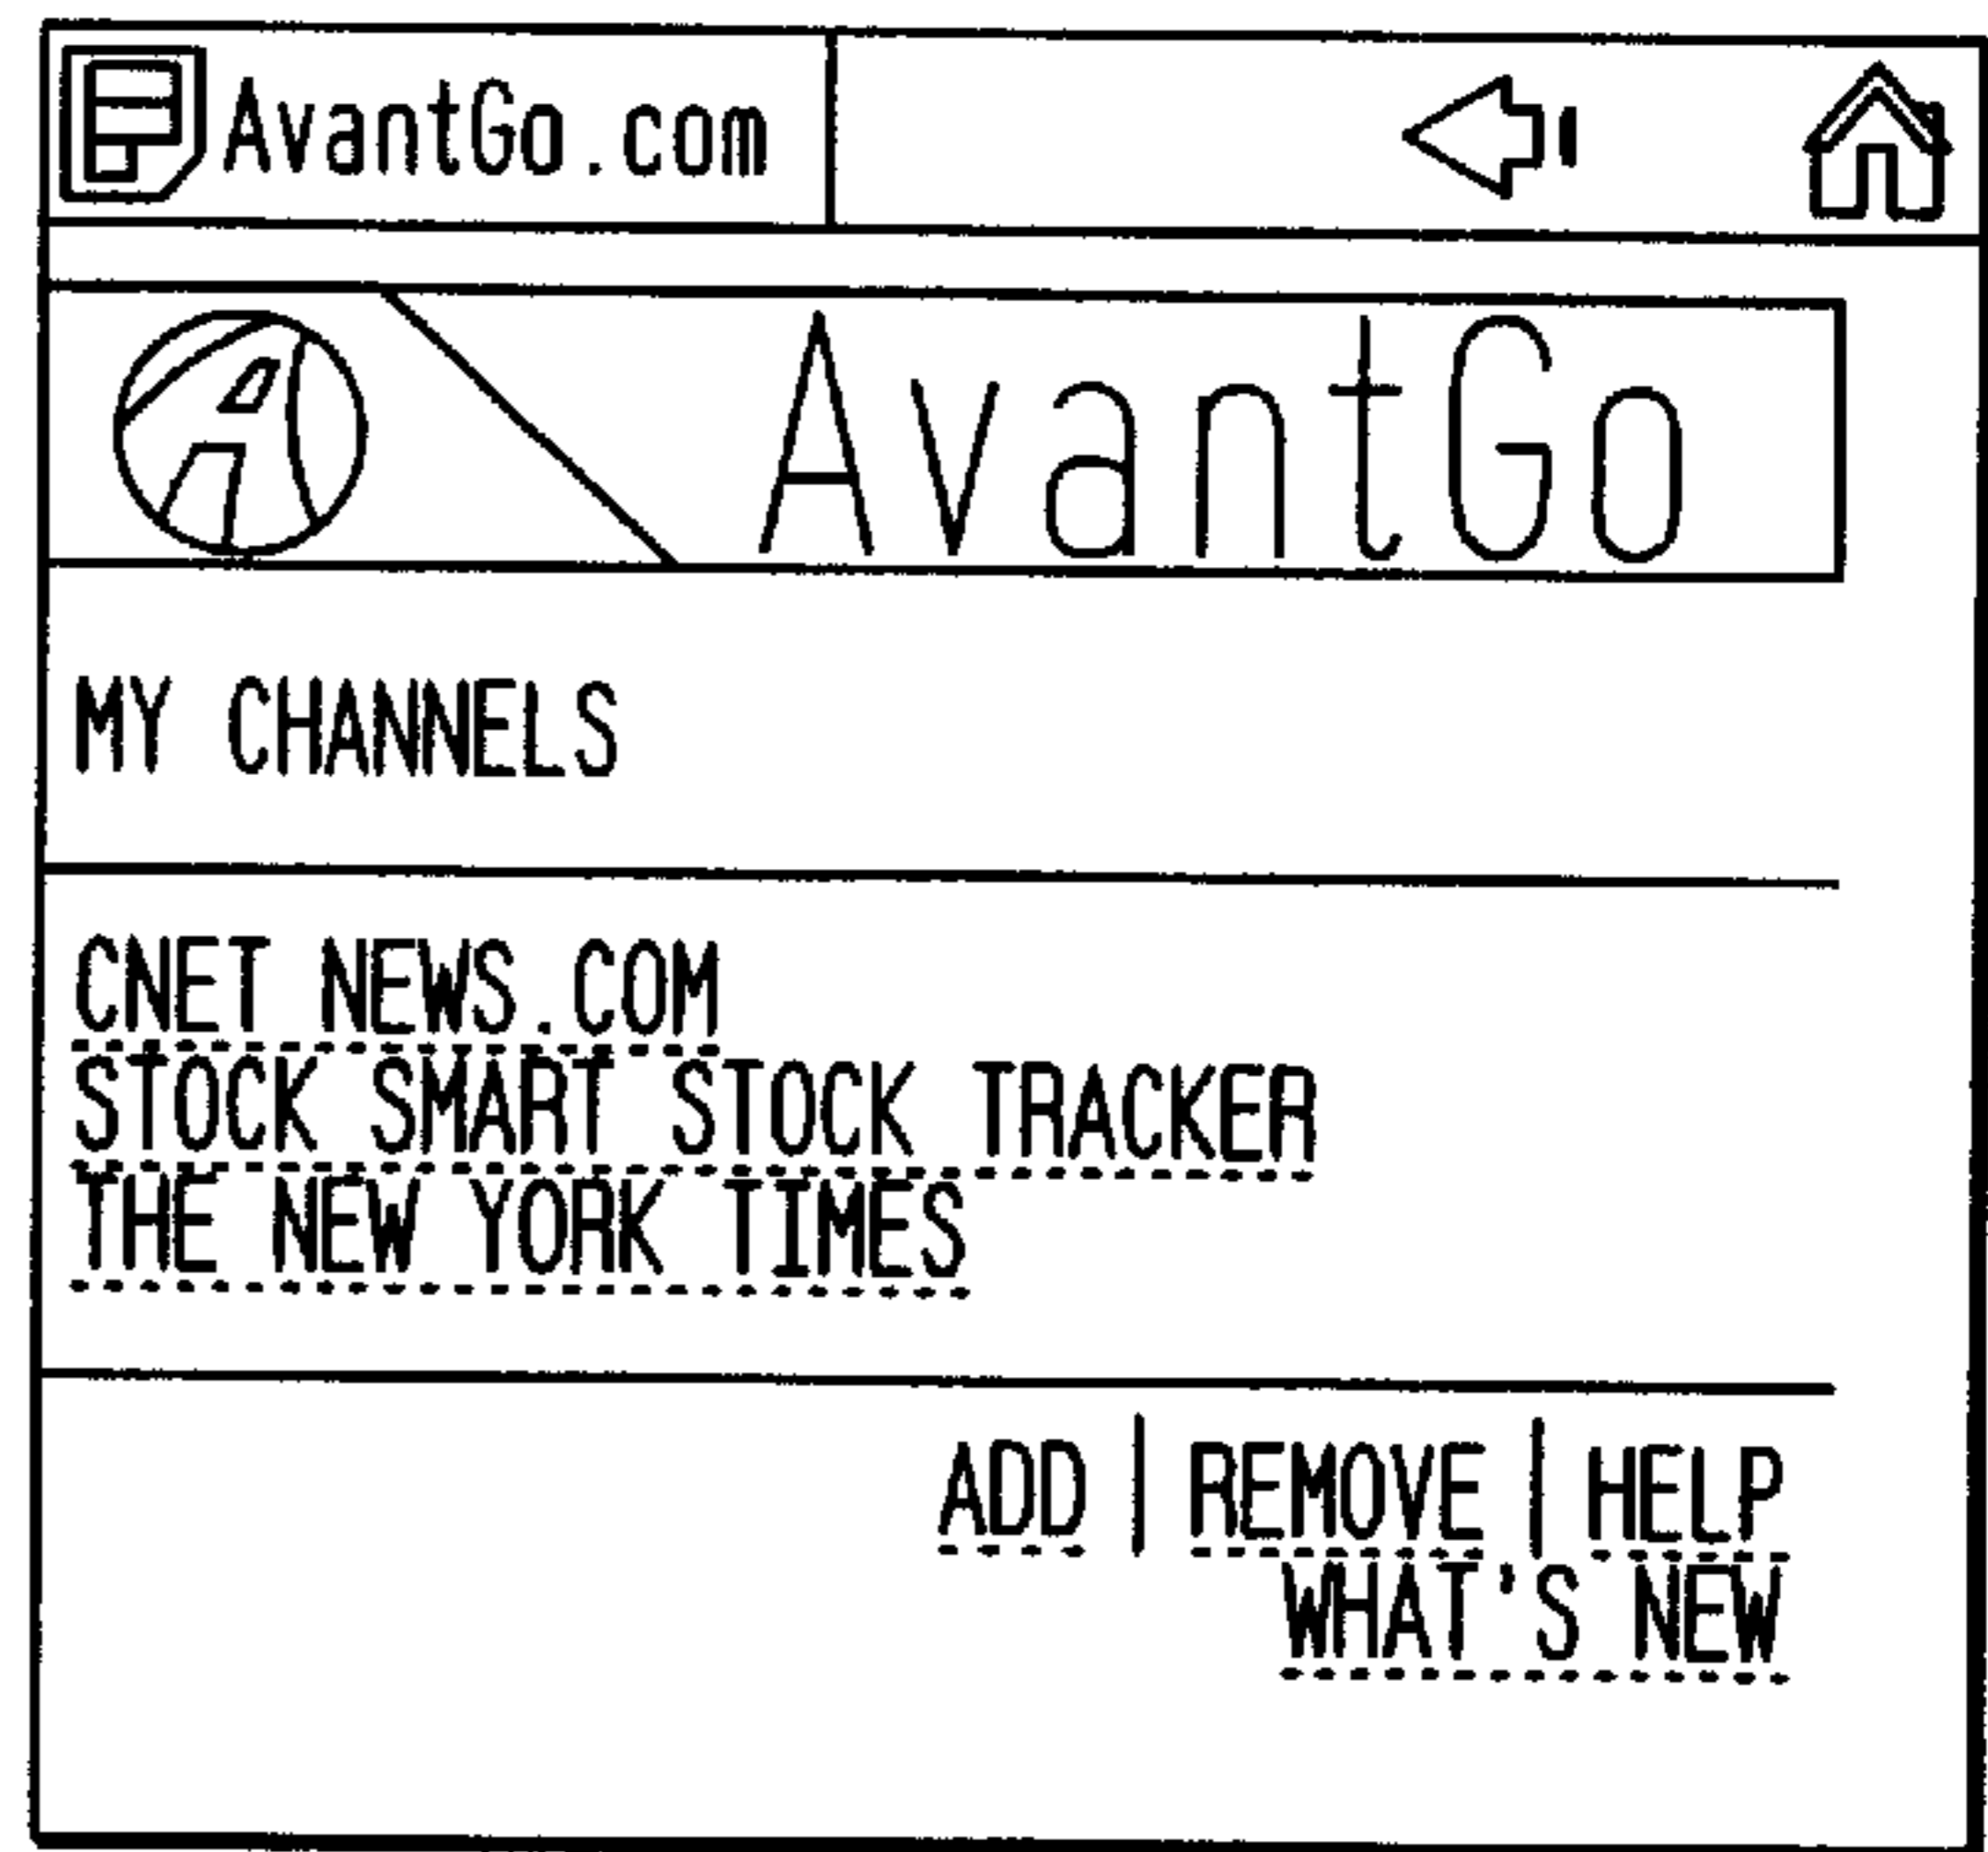 AvantGo.com
AvantGo
MY CHANNELS
CNET NEWS.COM
STOCK SMART STOCK TRACKER
THE NEW YORK TIMES
ADD | REMOVE | HELP
WHAT'S NEW